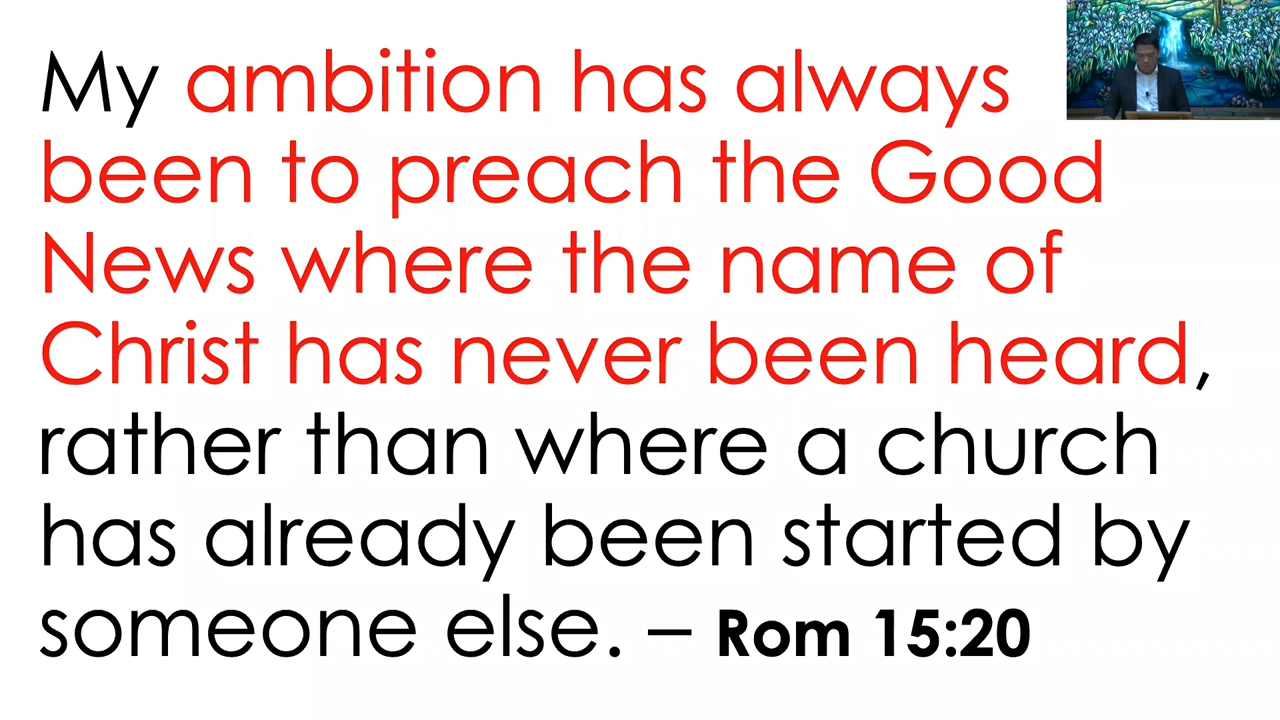 My ambition has always
been to preach the Good
News where the name of
Christ has never been heard,
rather than where a church
has already been started by
someone else. – Rom 15:20